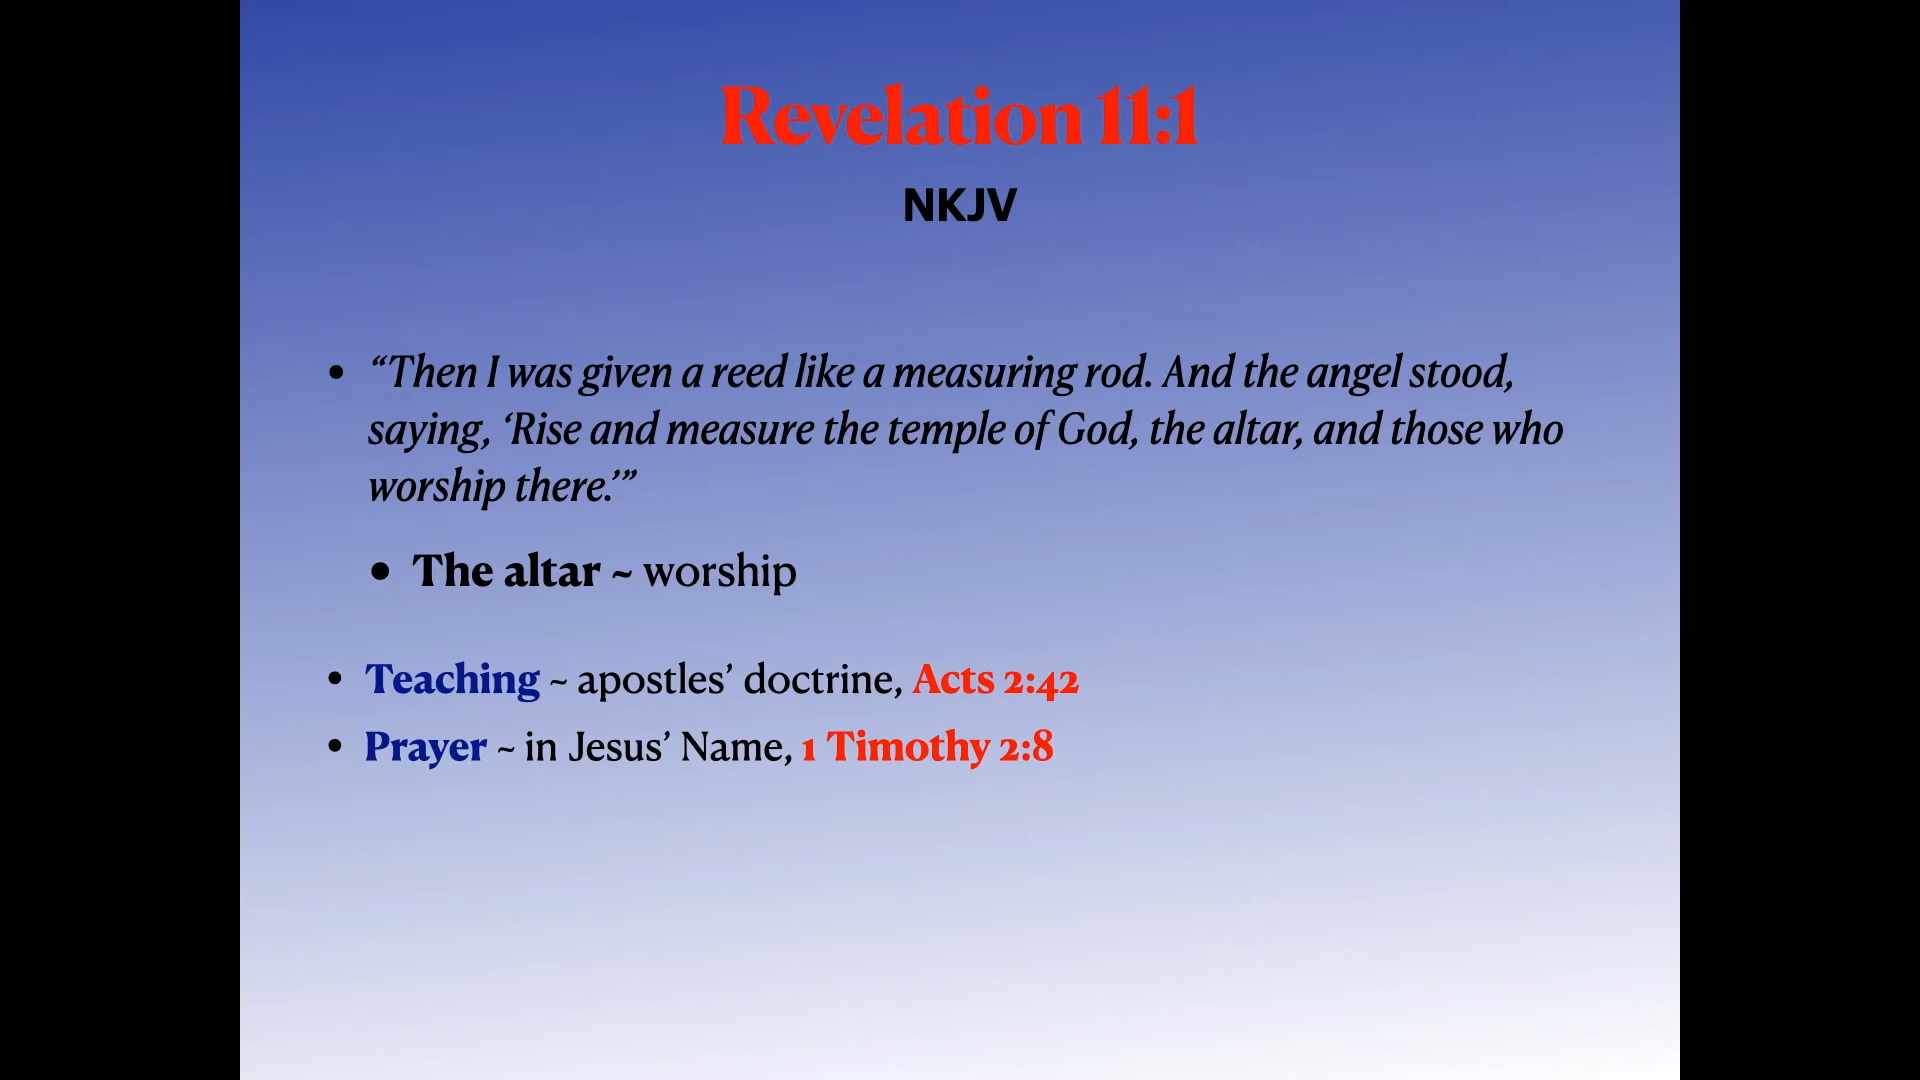 Revelation 11:1
NKJV
• “Then I was given a reed like a measuring rod. And the angel stood,
saying, ‘Rise and measure the temple of God, the altar, and those who
worship there.’”
• The altar ~ worship
• Teaching ~ apostles’ doctrine, Acts 2:42
• Prayer ~ in Jesus’ Name, 1 Timothy 2:8